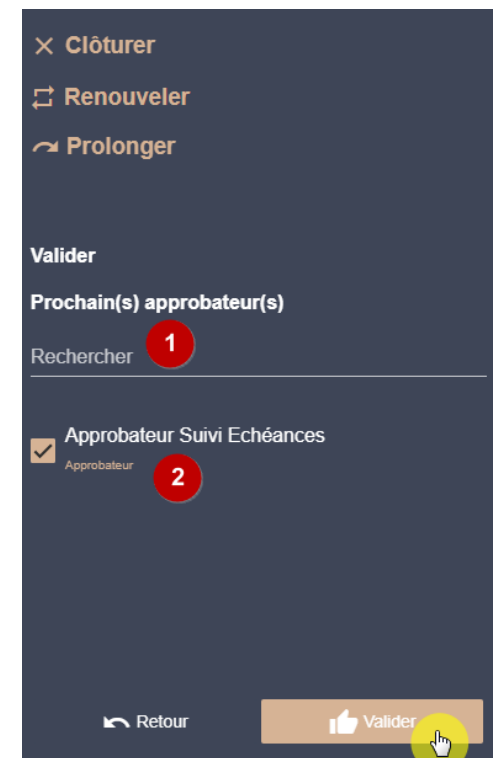 Clôturer
Renouveler
Prolonger
Valider
Prochain(s) approbateur(s)
Rechercher
1
Approbateur Suivi Echéances
Approbateur
2
Retour
Valider